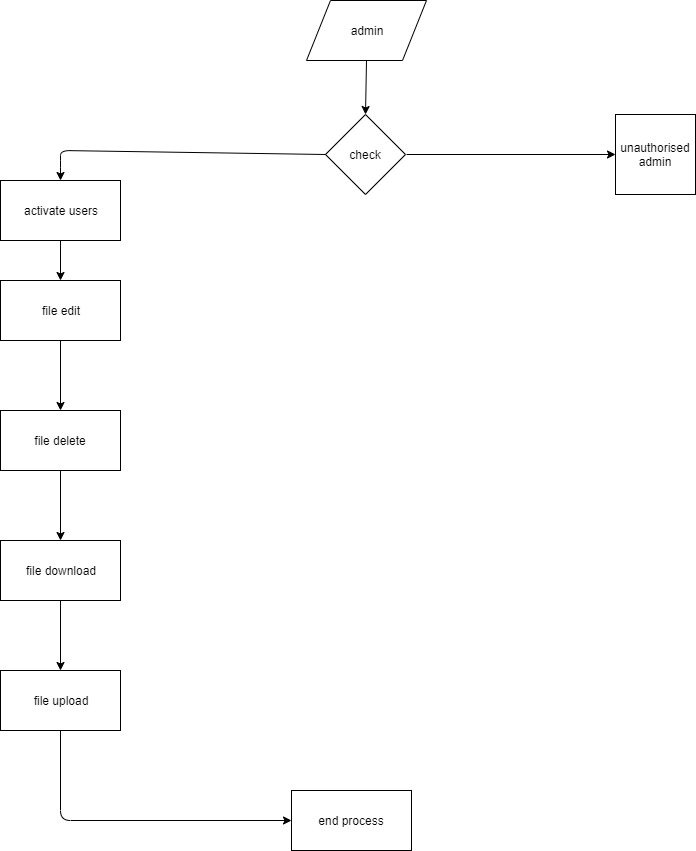 admin
check
unauthorised
admin
activate users
file edit
file delete
file download
file upload
end process